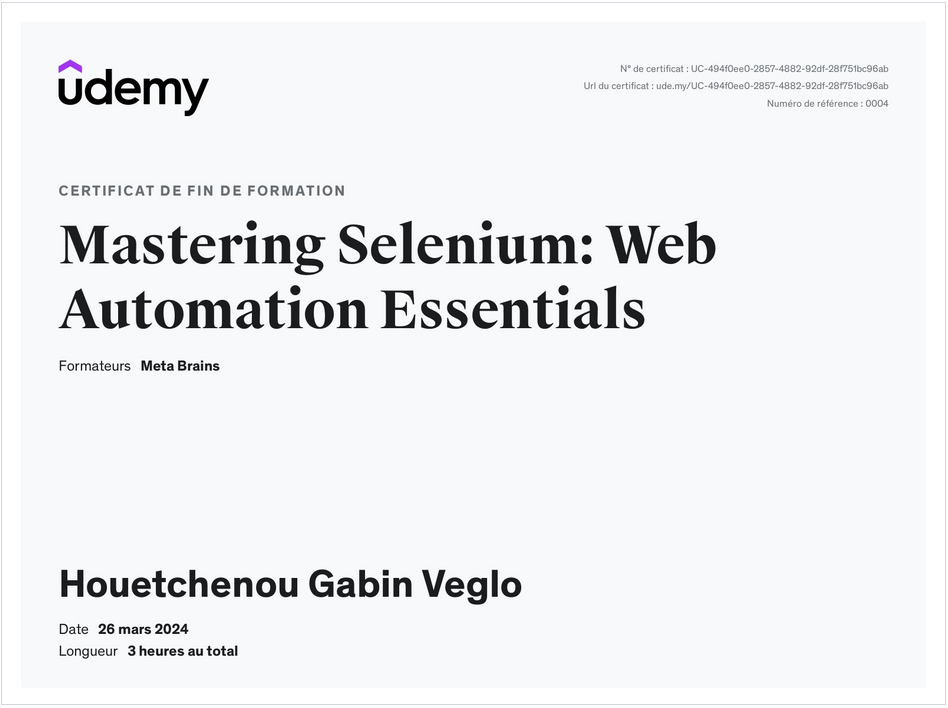 udemy
N° de certificat : UC-494f0ee0-2857-4882-92df-28f751bc96ab
Url du certificat : ude.my/UC-494f0ee0-2857-4882-92df-28f751bc96ab
Numéro de référence : 0004
CERTIFICAT DE FIN DE FORMATION
Mastering Selenium: Web
Automation Essentials
Formateurs Meta Brains
Houetchenou Gabin Veglo
Date 26 mars 2024
Longueur 3 heures au total